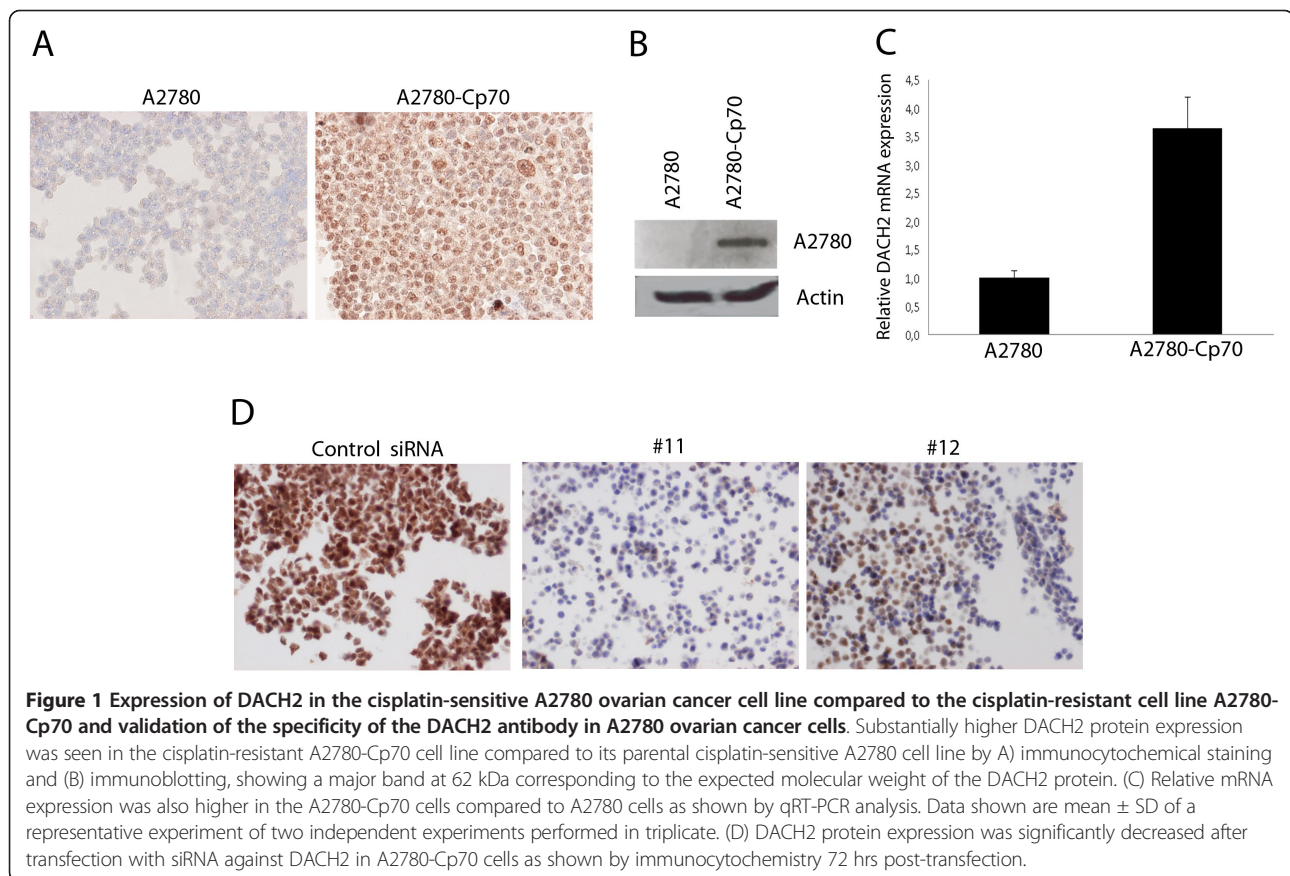 A
A2780
A2780-Cp70
B
A2780
A2780-Cp70
A2780
Actin
C
Relative DACH2 mRNA expression
4,5
4,0
3,5
3,0
2,5
2,0
1,5
1,0
0,5
0,0
A2780
A2780-Cp70
D
Control siRNA
#11
#12
Figure 1 Expression of DACH2 in the cisplatin-sensitive A2780 ovarian cancer cell line compared to the cisplatin-resistant cell line A2780-
Cp70 and validation of the specificity of the DACH2 antibody in A2780 ovarian cancer cells. Substantially higher DACH2 protein expression
was seen in the cisplatin-resistant A2780-Cp70 cell line compared to its parental cisplatin-sensitive A2780 cell line by A) immunocytochemical staining
and (B) immunoblotting, showing a major band at 62 kDa corresponding to the expected molecular weight of the DACH2 protein. (C) Relative mRNA
expression was also higher in the A2780-Cp70 cells compared to A2780 cells as shown by qRT-PCR analysis. Data shown are mean ± SD of a
representative experiment of two independent experiments performed in triplicate. (D) DACH2 protein expression was significantly decreased after
transfection with siRNA against DACH2 in A2780-Cp70 cells as shown by immunocytochemistry 72 hrs post-transfection.